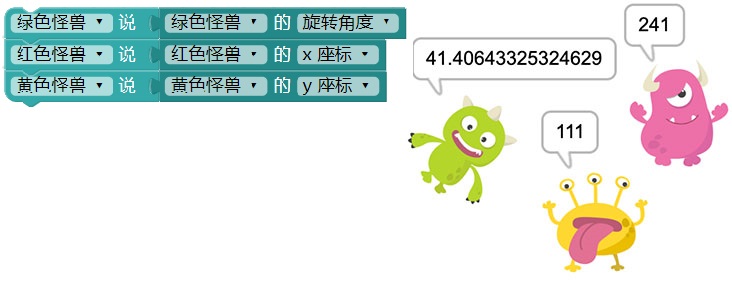 绿色怪兽 说 绿色怪兽 的 旋转角度
红色怪兽 说 红色怪兽 的 x 座标
黄色怪兽 说 黄色怪兽 的 y 座标
241
41.40643325324629
111